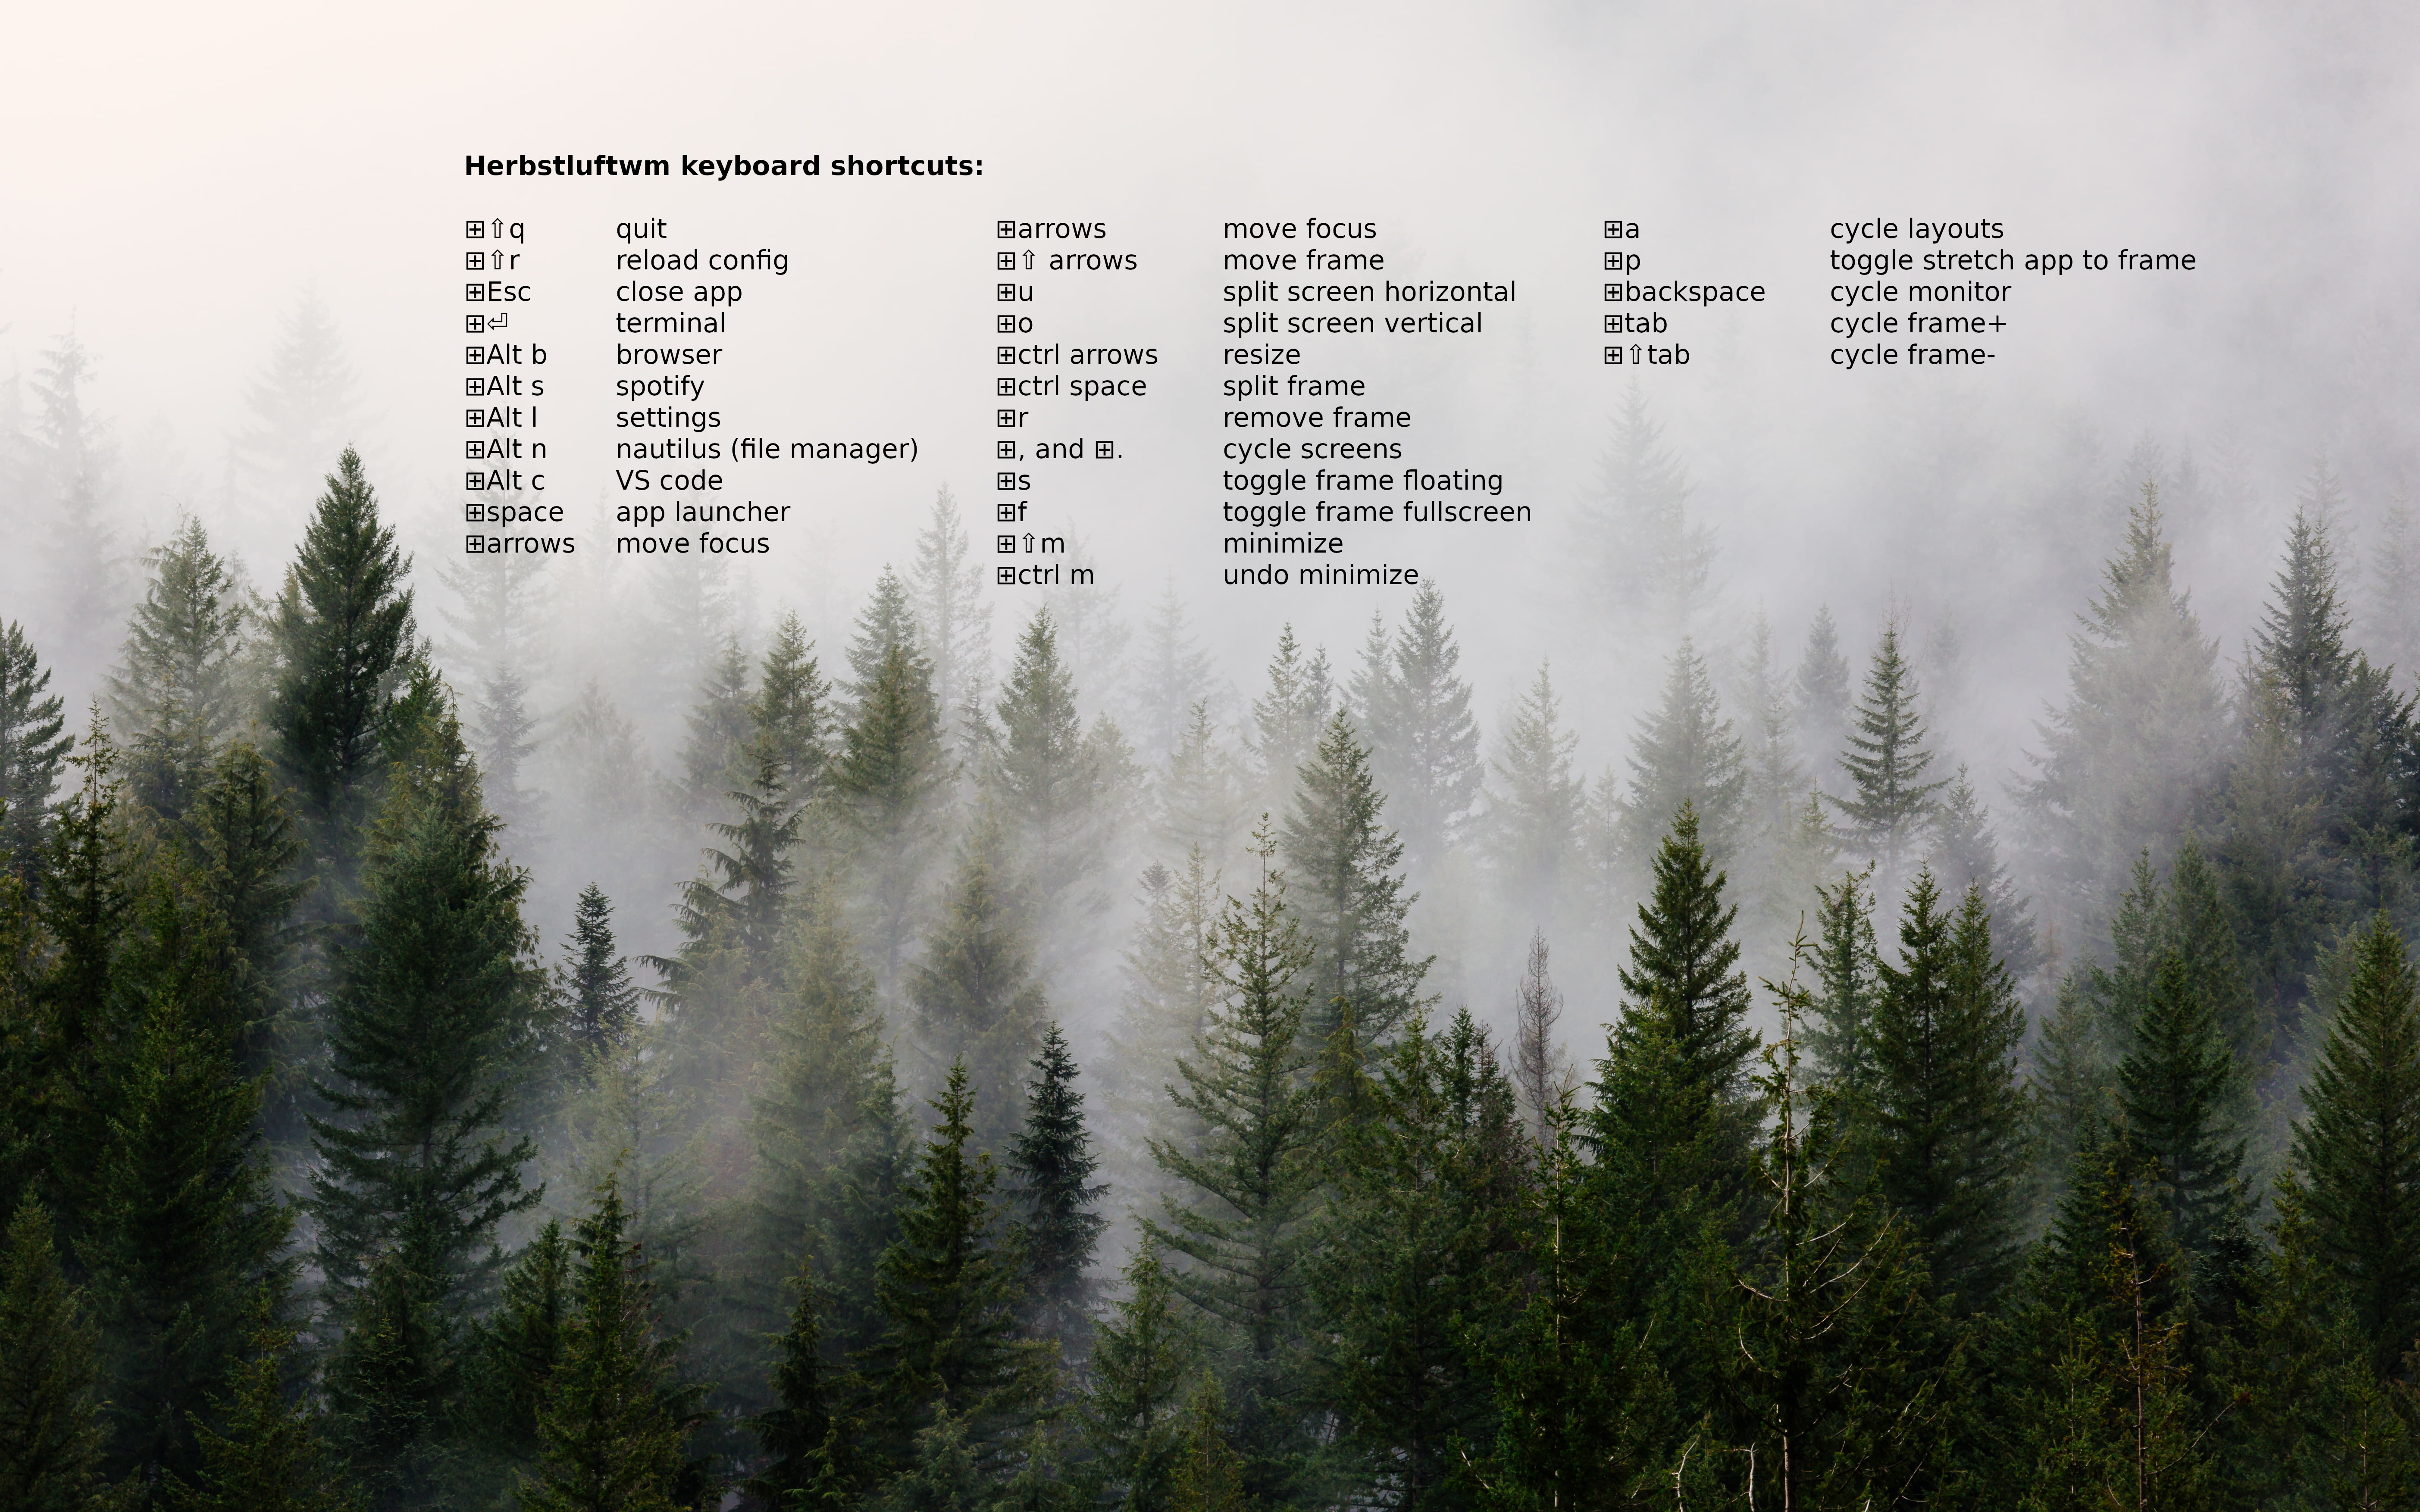 Herbstluftwm keyboard shortcuts:
⊞⇧q quit
⊞⇧r reload config
⊞Esc close app
⊞⏎ terminal
⊞Alt b browser
⊞Alt s spotify
⊞Alt l settings
⊞Alt n nautilus (file manager)
⊞Alt c VS code
⊞space app launcher
⊞arrows move focus
⊞arrows move focus
⊞⇧ arrows move frame
⊞u split screen horizontal
⊞o split screen vertical
⊞ctrl arrows resize
⊞ctrl space split frame
⊞r remove frame
⊞, and ⊞. cycle screens
⊞s toggle frame floating
⊞f toggle frame fullscreen
⊞⇧m minimize
⊞ctrl m undo minimize
⊞a cycle layouts
⊞p toggle stretch app to frame
⊞backspace cycle monitor
⊞tab cycle frame+
⊞⇧tab cycle frame-